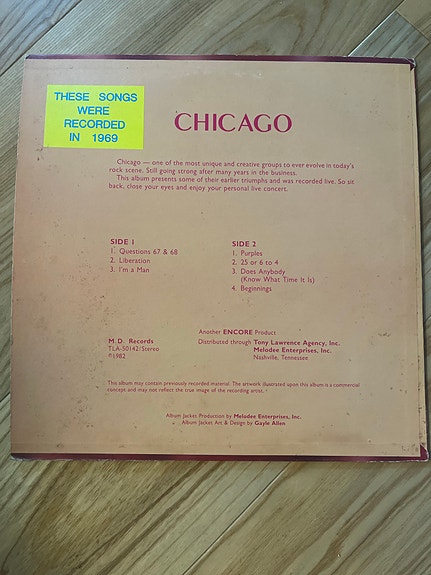 THESE SONGS
WERE
RECORDED
IN 1969
CHICAGO
Chicago — one of the most unique and creative groups to ever evolve in today's
rock scene. Still going strong after many years in the business.
This album presents some of their earlier triumphs and was recorded live. So sit
back, close your eyes and enjoy your personal live concert.
SIDE 1
1. Questions 67 & 68
2. Liberation
3. I'm a Man
SIDE 2
1. Purples
2. 25 or 6 to 4
3. Does Anybody
(Know What Time It Is)
4. Beginnings
Another ENCORE Product
M.D. Records
TLA-50142/Stereo
℗1982
Distributed through Tony Lawrence Agency, Inc.
Melodee Enterprises, Inc.
Nashville, Tennessee
This album may contain previously recorded material. The artwork illustrated upon this album is a commercial
concept and may not reflect the true image of the recording artist.
Album Jacket Production by Melodee Enterprises, Inc.
Album Jacket Art & Design by Gayle Allen